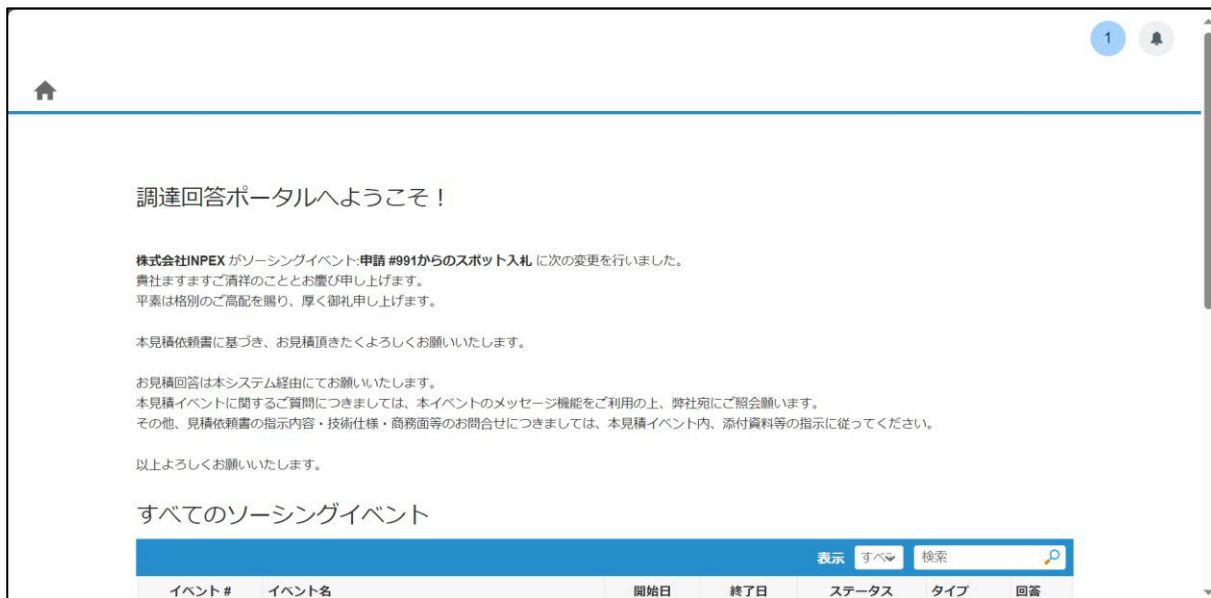 1
調達回答ポータルへようこそ！
株式会社INPEX がソーシングイベント:申請 #991からのスポット入札 に次の変更を行いました。
貴社ますますご清祥のこととお慶び申し上げます。
平素は格別のご高配を賜り、厚く御礼申し上げます。
本見積依頼書に基づき、お見積頂きたくよろしくお願いいたします。
お見積回答は本システム経由にてお願いいたします。
本見積イベントに関するご質問につきましては、本イベントのメッセージ機能をご利用の上、弊社宛にご照会願います。
その他、見積依頼書の指示内容・技術仕様・商務面等のお問合せにつきましては、本見積イベント内、添付資料等の指示に従ってください。
以上よろしくお願いいたします。
すべてのソーシングイベント
表示 すべ 検索
イベント # イベント名 開始日 終了日 ステータス タイプ 回答